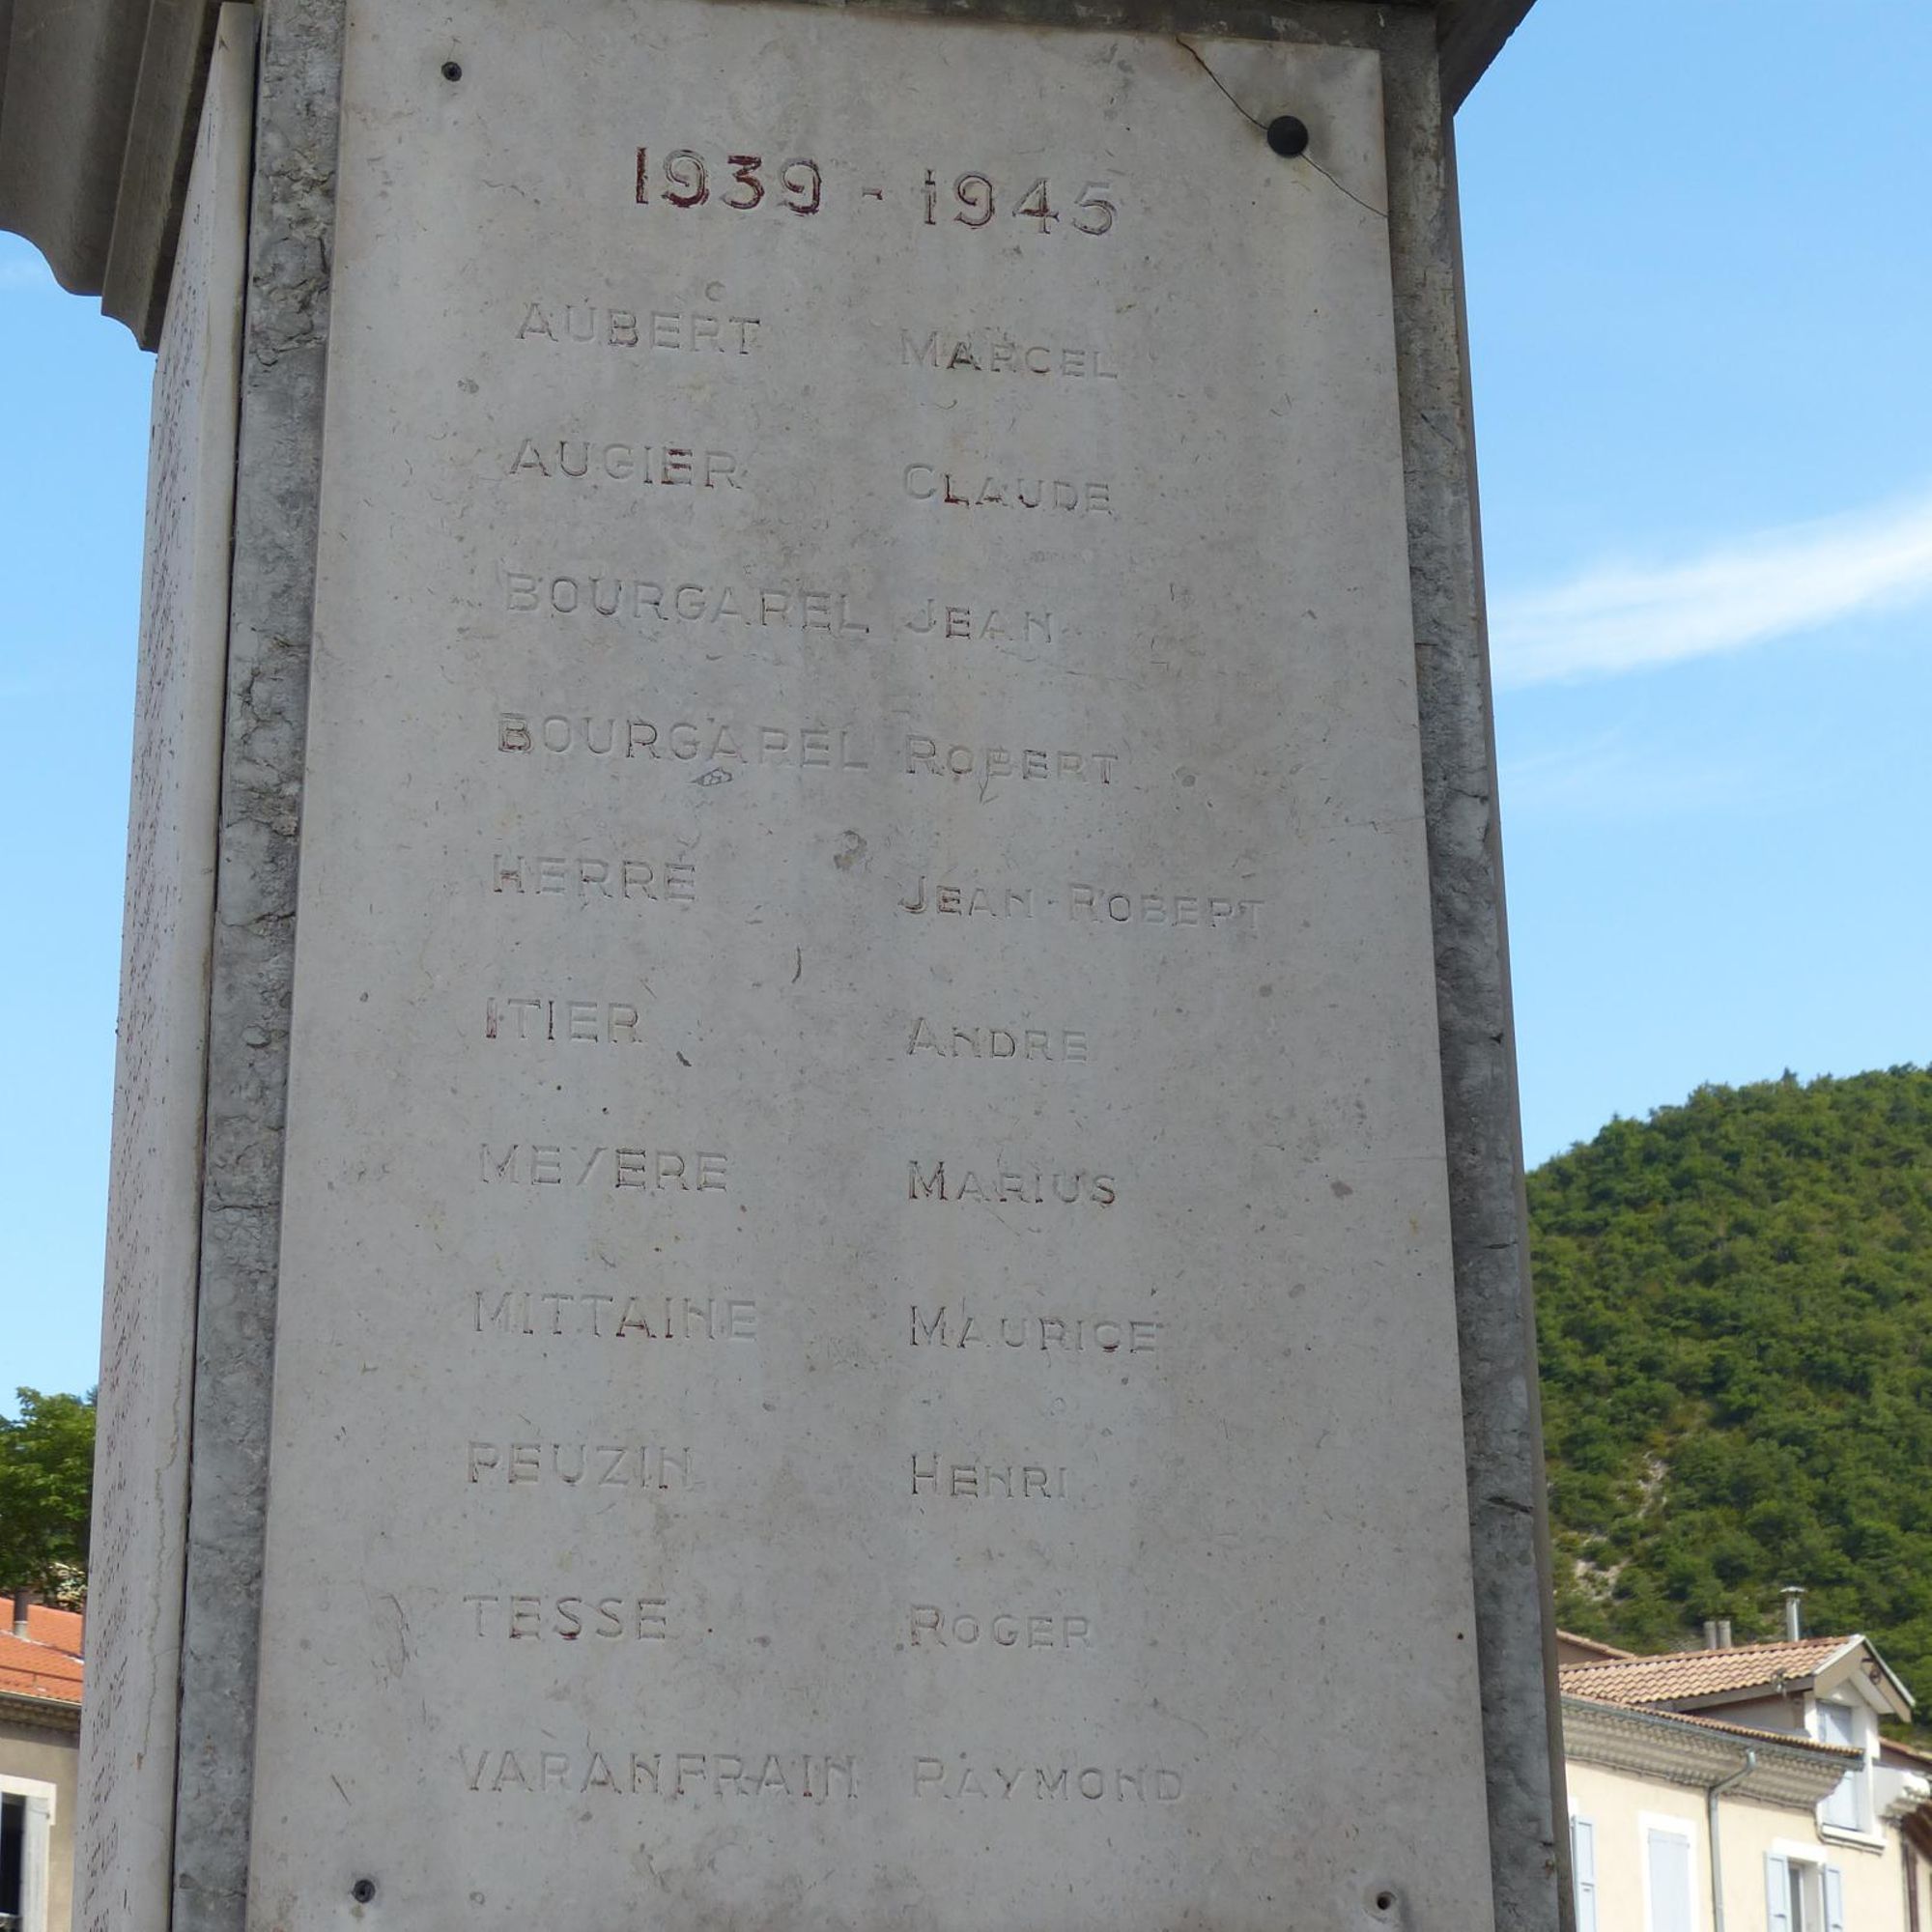 1939 - 1945
AUBERT MARCEL
AUGIER CLAUDE
BOURGAREL JEAN
BOURGAREL ROBERT
HERRE JEAN-ROBERT
ITIER ANDRE
MEYERE MARIUS
MITTAINE MAURICE
PEUZIN HENRI
TESSE ROGER
VARANFRAIN RAYMOND